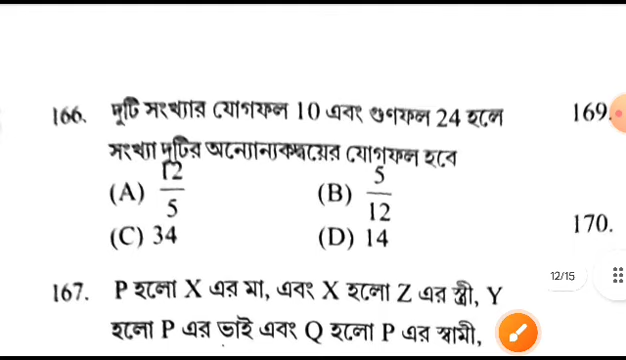 166. দুটি সংখ্যার যোগফল 10 এবং গুণফল 24 হলে
সংখ্যা দুটির অন্যোন্যকদ্বয়ের যোগফল হবে
(A) 12/5 (B) 5/12
(C) 34 (D) 14
167. P হলো X এর মা, এবং X হলো Z এর স্ত্রী, Y
হলো P এর ভাই এবং Q হলো P এর স্বামী,
169.
170.
12/15